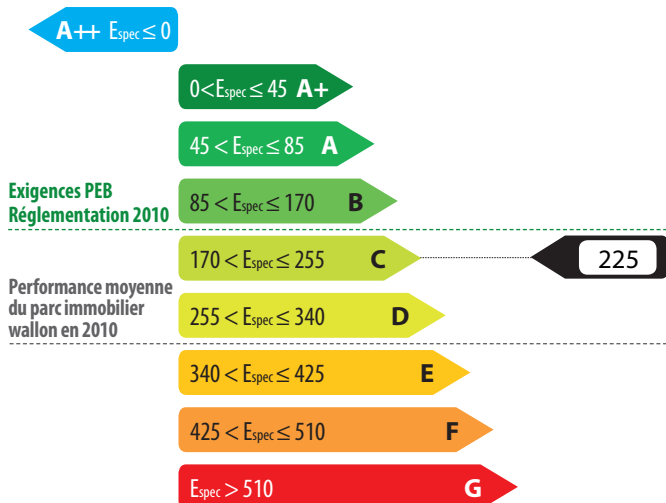 A++ Espec ≤ 0
0 < Espec ≤ 45 A+
45 < Espec ≤ 85 A
Exigences PEB
Réglementation 2010
85 < Espec ≤ 170 B
170 < Espec ≤ 255 C
225
Performance moyenne
du parc immobilier
wallon en 2010
255 < Espec ≤ 340 D
340 < Espec ≤ 425 E
425 < Espec ≤ 510 F
Espec > 510 G